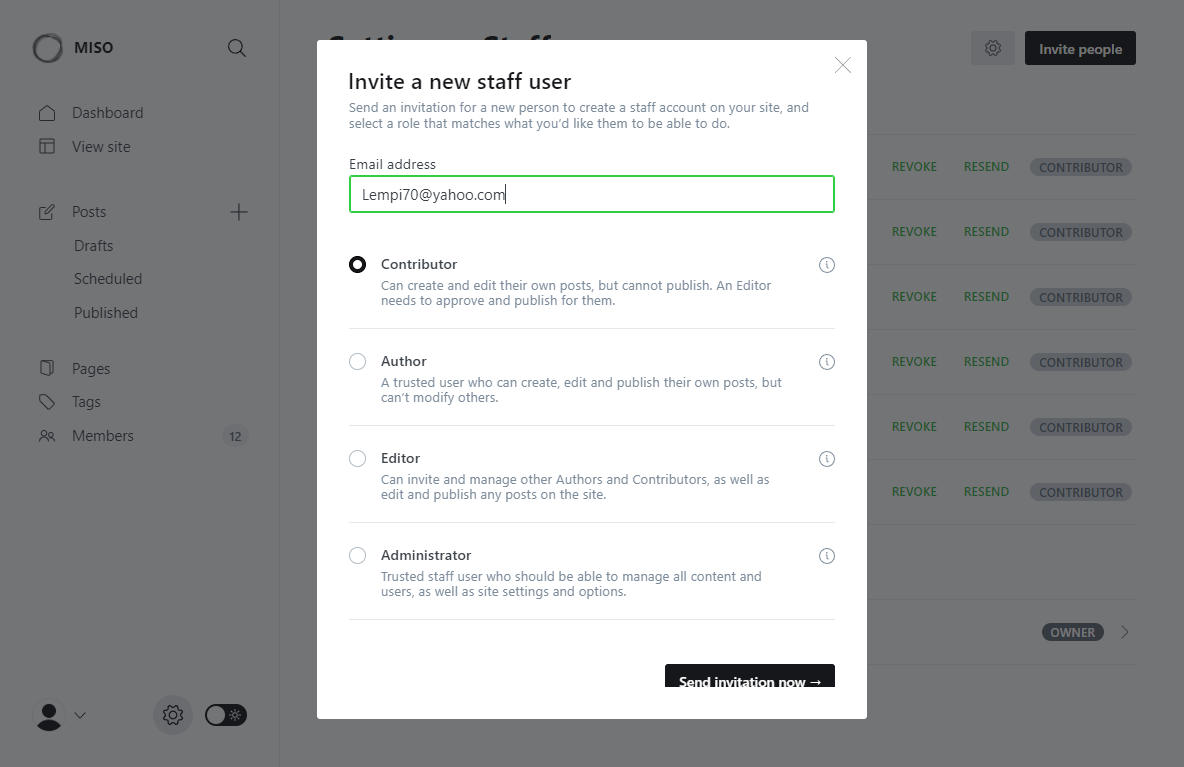 MISO
Dashboard
View site
Posts
Drafts
Scheduled
Published
Pages
Tags
Members
12
Invite people
Invite a new staff user
Send an invitation for a new person to create a staff account on your site, and
select a role that matches what you'd like them to be able to do.
Email address
Lempi70@yahoo.com
Contributor
Can create and edit their own posts, but cannot publish. An Editor
needs to approve and publish for them.
Author
A trusted user who can create, edit and publish their own posts, but
can't modify others.
Editor
Can invite and manage other Authors and Contributors, as well as
edit and publish any posts on the site.
Administrator
Trusted staff user who should be able to manage all content and
users, as well as site settings and options.
Send invitation now →
REVOKE RESEND CONTRIBUTOR
REVOKE RESEND CONTRIBUTOR
REVOKE RESEND CONTRIBUTOR
REVOKE RESEND CONTRIBUTOR
REVOKE RESEND CONTRIBUTOR
REVOKE RESEND CONTRIBUTOR
OWNER